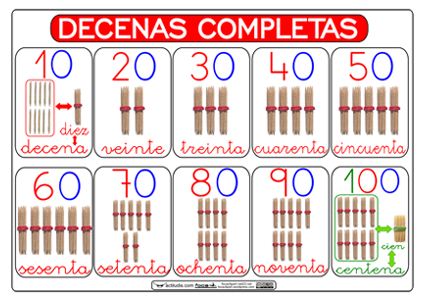 DECENAS COMPLETAS
10
diez
decena
20
veinte
30
treinta
40
cuarenta
50
cincuenta
60
sesenta
70
setenta
80
ochenta
90
noventa
100
cien
centena